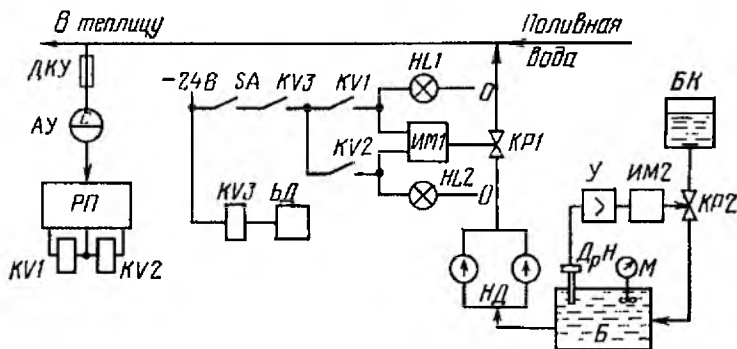 В теплицу
Поливная
вода
ДКУ
HL1
БК
-24В SA KV3 KV1
0
АУ
С
KV2
ИМ1
КР1
У ИМ2
HL2
0
КР2
РП
KV3 БД
KV1 KV2
ДрН
М
НД
Б